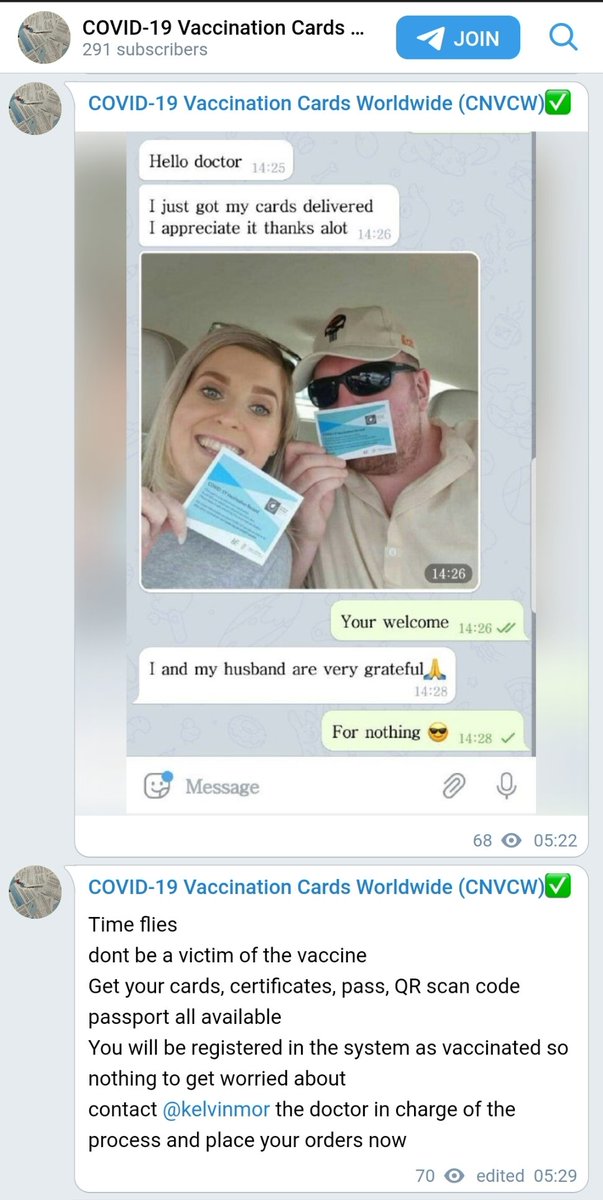 COVID-19 Vaccination Cards ...
291 subscribers
JOIN
COVID-19 Vaccination Cards Worldwide (CNVCW)✅
Hello doctor 14:25
I just got my cards delivered
I appreciate it thanks alot 14:26
COVID-19 Vaccination Record
14:26
Your welcome 14:26
I and my husband are very grateful🙏
14:28
For nothing 😎 14:28
Message
68 05:22
COVID-19 Vaccination Cards Worldwide (CNVCW)✅
Time flies
dont be a victim of the vaccine
Get your cards, certificates, pass, QR scan code
passport all available
You will be registered in the system as vaccinated so
nothing to get worried about
contact @kelvinmor the doctor in charge of the
process and place your orders now
70 edited 05:29